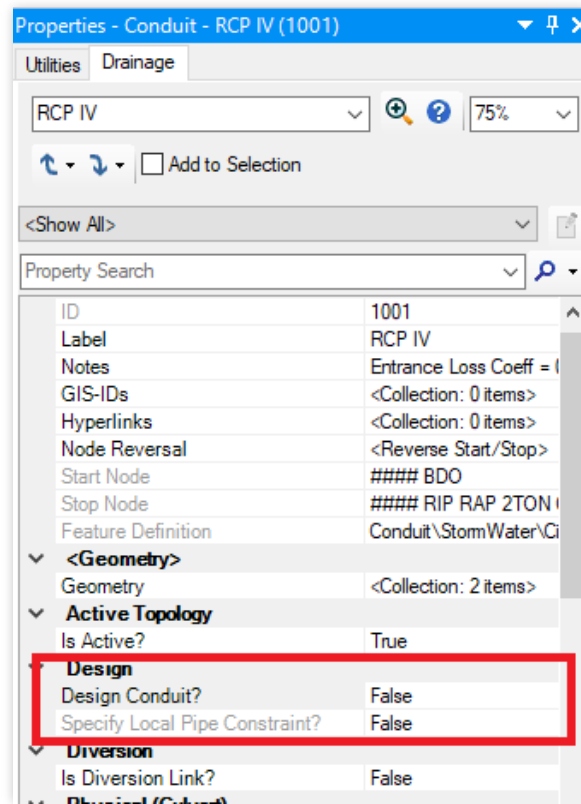 Properties - Conduit - RCP IV (1001)
Utilities Drainage
RCP IV 75%
Add to Selection
<Show All>
Property Search
ID 1001
Label RCP IV
Notes Entrance Loss Coeff =
GIS-IDs <Collection: 0 items>
Hyperlinks <Collection: 0 items>
Node Reversal <Reverse Start/Stop>
Start Node #### BDO
Stop Node #### RIP RAP 2TON
Feature Definition Conduit\StormWater\Ci
<Geometry>
Geometry <Collection: 2 items>
Active Topology
Is Active? True
Design
Design Conduit? False
Specify Local Pipe Constraint? False
Diversion
Is Diversion Link? False
Physical (Culvert)